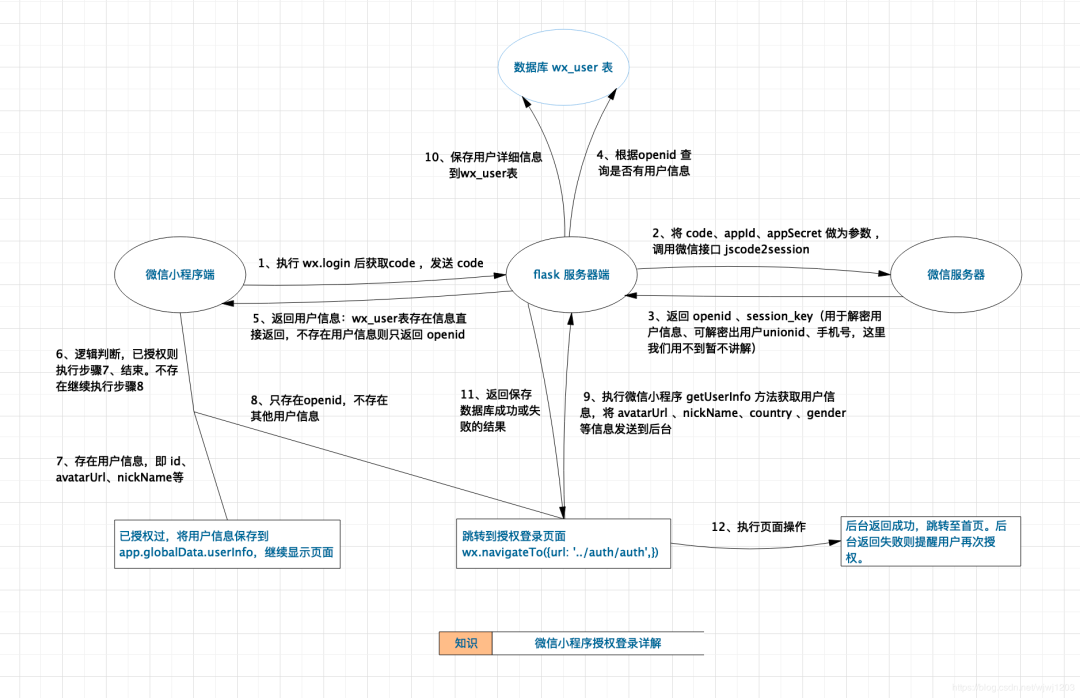 数据库 wx_user 表
10、保存用户详细信息
到wx_user表
4、根据openid 查
询是否有用户信息
2、将 code、appId、appSecret 做为参数 ，
调用微信接口 jscode2session
微信小程序端
1、执行 wx.login 后获取code ，发送 code
flask 服务器端
微信服务器
5、返回用户信息：wx_user表存在信息直
接返回，不存在用户信息则只返回 openid
3、返回 openid 、session_key（用于解密用
户信息、可解密出用户unionid、手机号，这里
我们用不到暂不讲解）
6、逻辑判断，已授权则
执行步骤7、结束。不存
在继续执行步骤8
8、只存在openid，不存在
其他用户信息
11、返回保存
数据库成功或失
败的结果
9、执行微信小程序 getUserInfo 方法获取用户信
息，将 avatarUrl 、nickName、country 、gender
等信息发送到后台
7、存在用户信息，即 id、
avatarUrl、nickName等
已授权过，将用户信息保存到
app.globalData.userInfo，继续显示页面
跳转到授权登录页面
wx.navigateTo({url: '../auth/auth',})
12、执行页面操作
后台返回成功，跳转至首页。后
台返回失败则提醒用户再次授
权。
知识
微信小程序授权登录详解